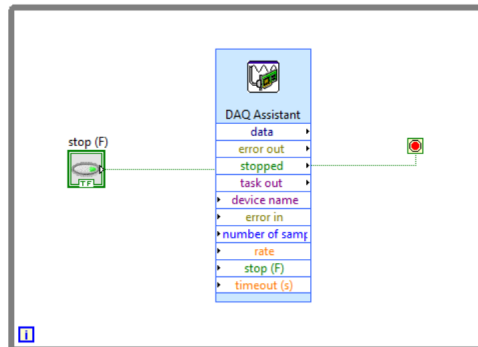 DAQ Assistant
data
error out
stop (F)
stopped
TF
task out
device name
error in
number of samp
rate
stop (F)
timeout (s)
i